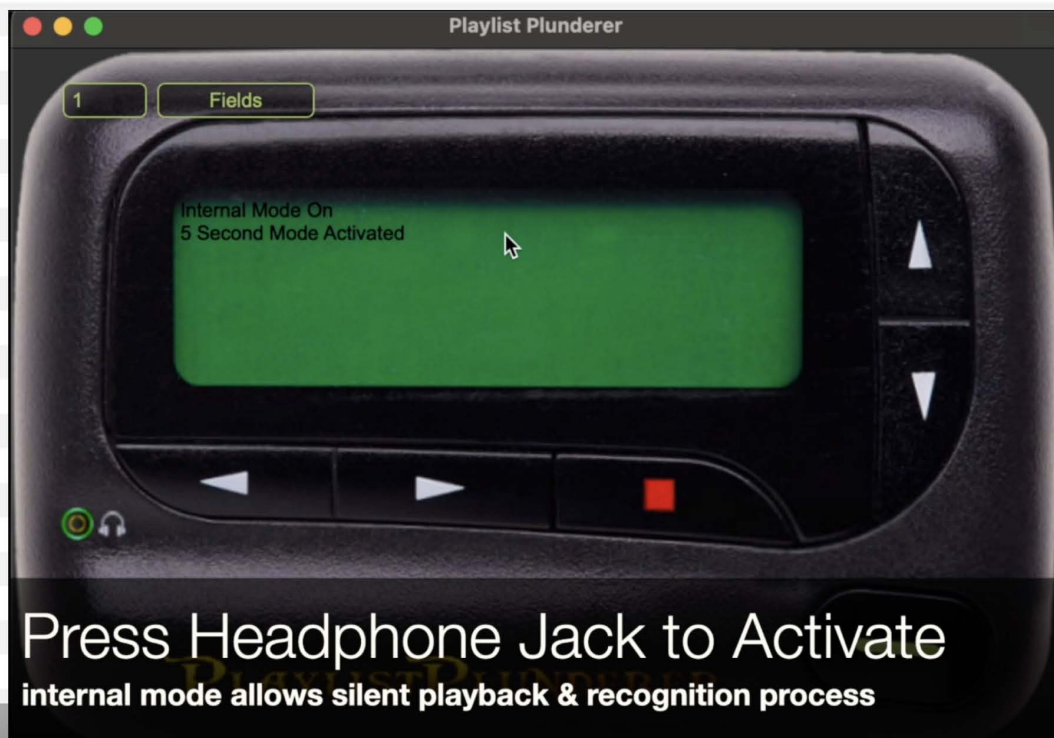 Playlist Plunderer
1
Fields
Internal Mode On
5 Second Mode Activated
Press Headphone Jack to Activate
PLAYLISTPLUNDERER
internal mode allows silent playback & recognition process